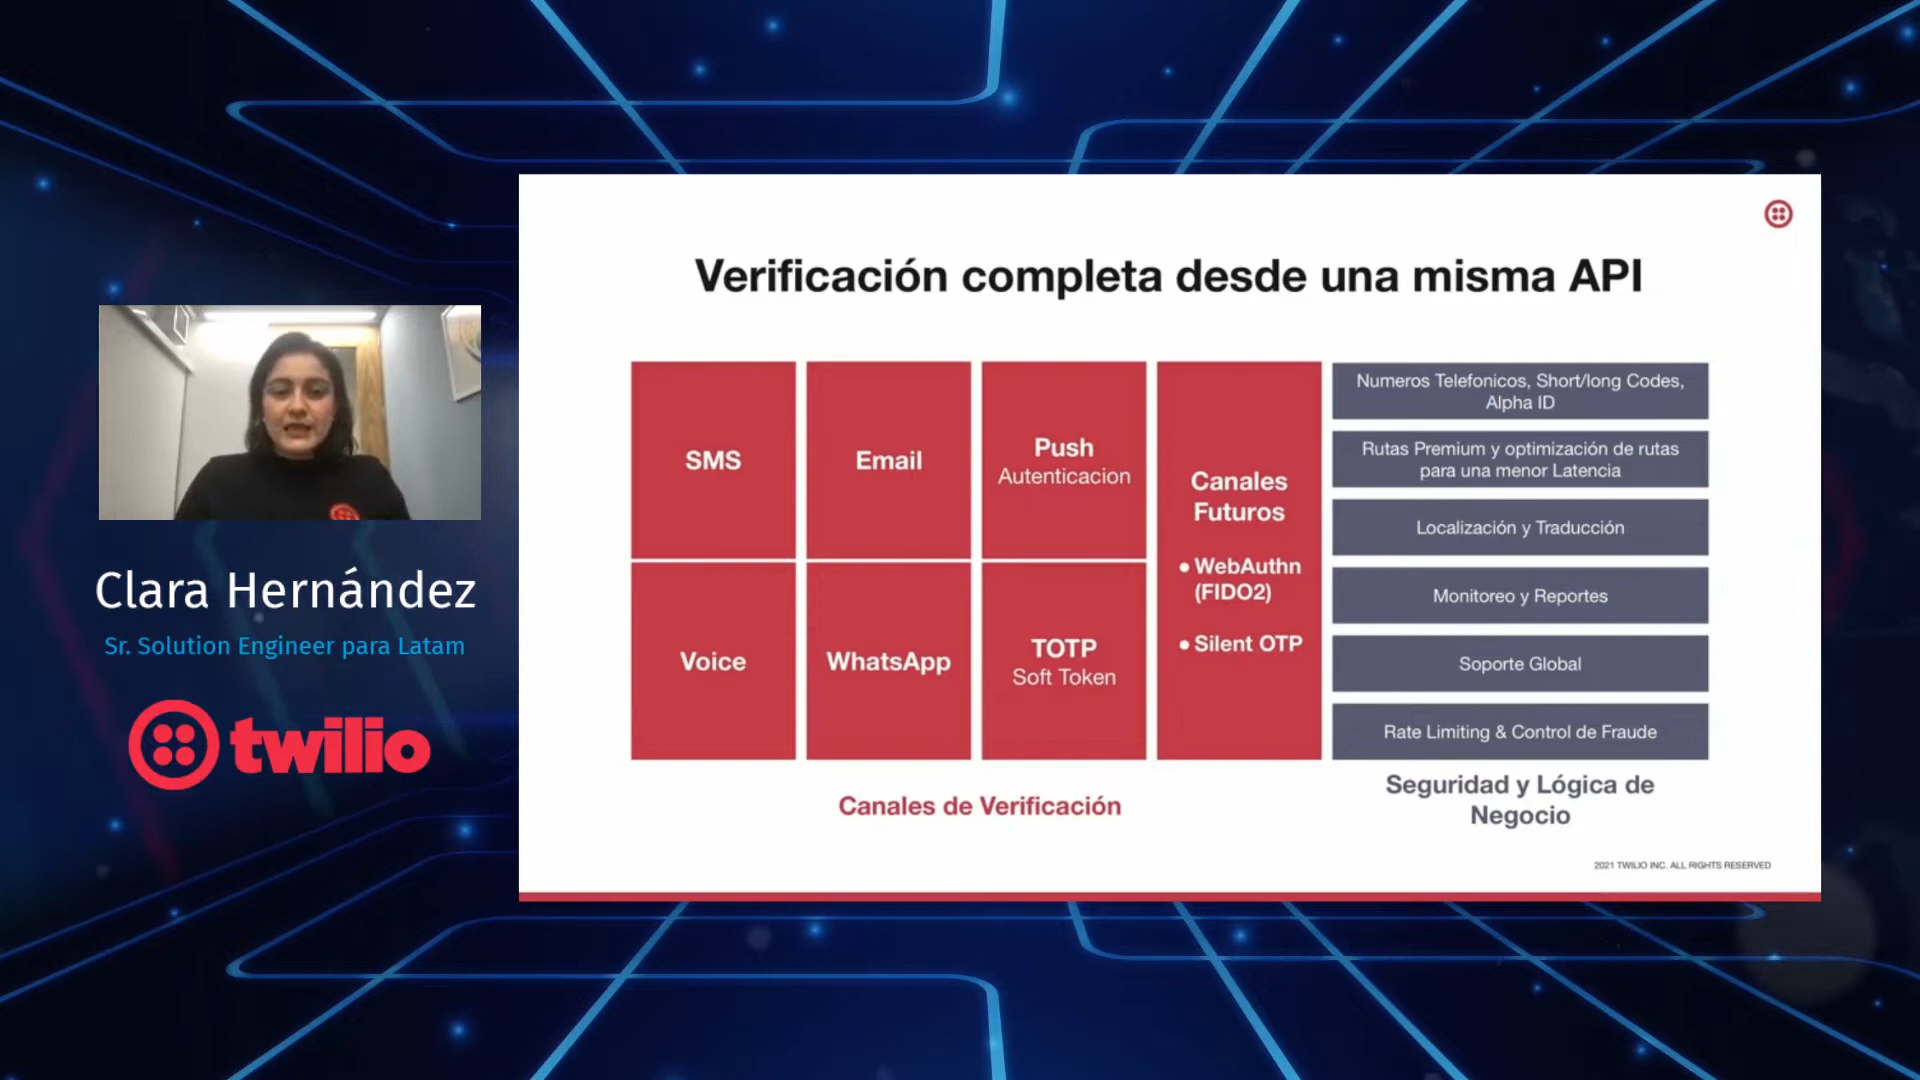 Verificación completa desde una misma API
SMS
Email
Push
Autenticacion
Voice
WhatsApp
TOTP
Soft Token
Canales
Futuros
• WebAuthn
(FIDO2)
• Silent OTP
Numeros Telefonicos, Short/long Codes,
Alpha ID
Rutas Premium y optimización de rutas
para una menor Latencia
Localización y Traducción
Monitoreo y Reportes
Soporte Global
Rate Limiting & Control de Fraude
Canales de Verificación
Seguridad y Lógica de
Negocio
2021 TWILIO INC. ALL RIGHTS RESERVED
Clara Hernández
Sr. Solution Engineer para Latam
twilio